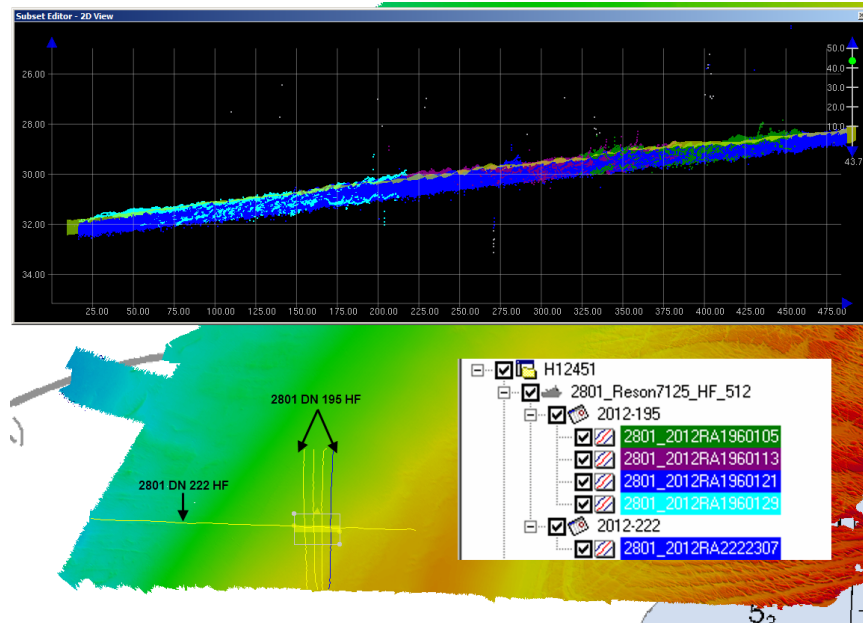 Subset Editor - 2D View
50.0
40.0
30.0
20.0
10.0
43.7
26.00
28.00
30.00
32.00
34.00
25.00 50.00 75.00 100.00 125.00 150.00 175.00 200.00 225.00 250.00 275.00 300.00 325.00 350.00 375.00 400.00 425.00 450.00 475.00
2801 DN 195 HF
2801 DN 222 HF
H12451
2801_Reson7125_HF_512
2012-195
2801_2012RA1960105
2801_2012RA1960113
2801_2012RA1960121
2801_2012RA1960129
2012-222
2801_2012RA2222307